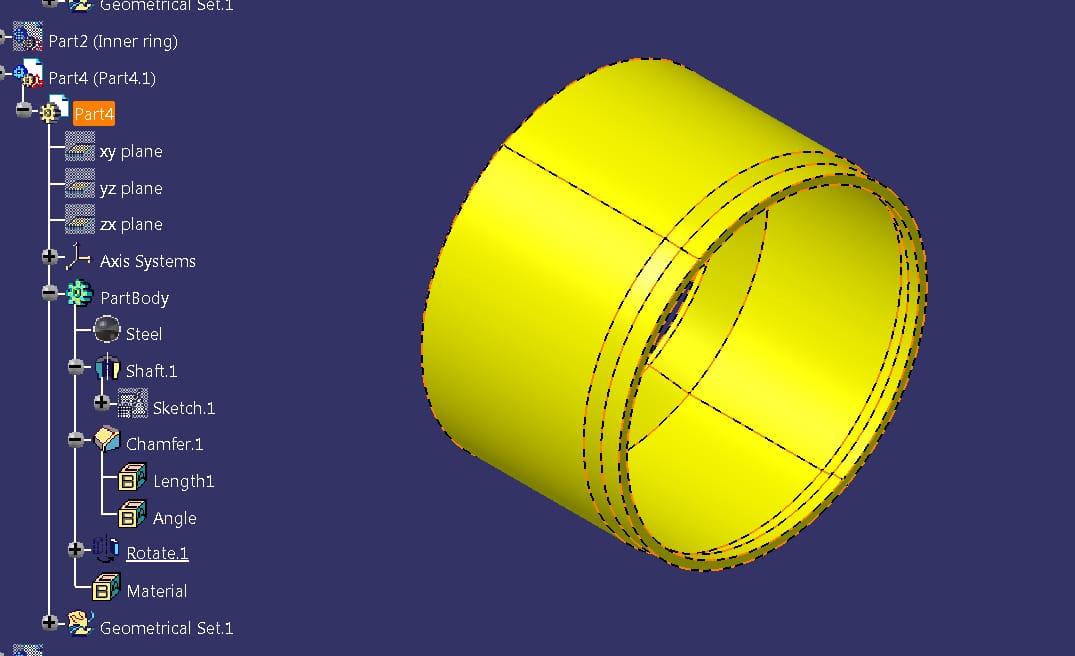 Geometrical Set.1
Part2 (Inner ring)
Part4 (Part4.1)
Part4
xy plane
yz plane
zx plane
Axis Systems
PartBody
Steel
Shaft.1
Sketch.1
Chamfer.1
Length1
Angle
Rotate.1
Material
Geometrical Set.1